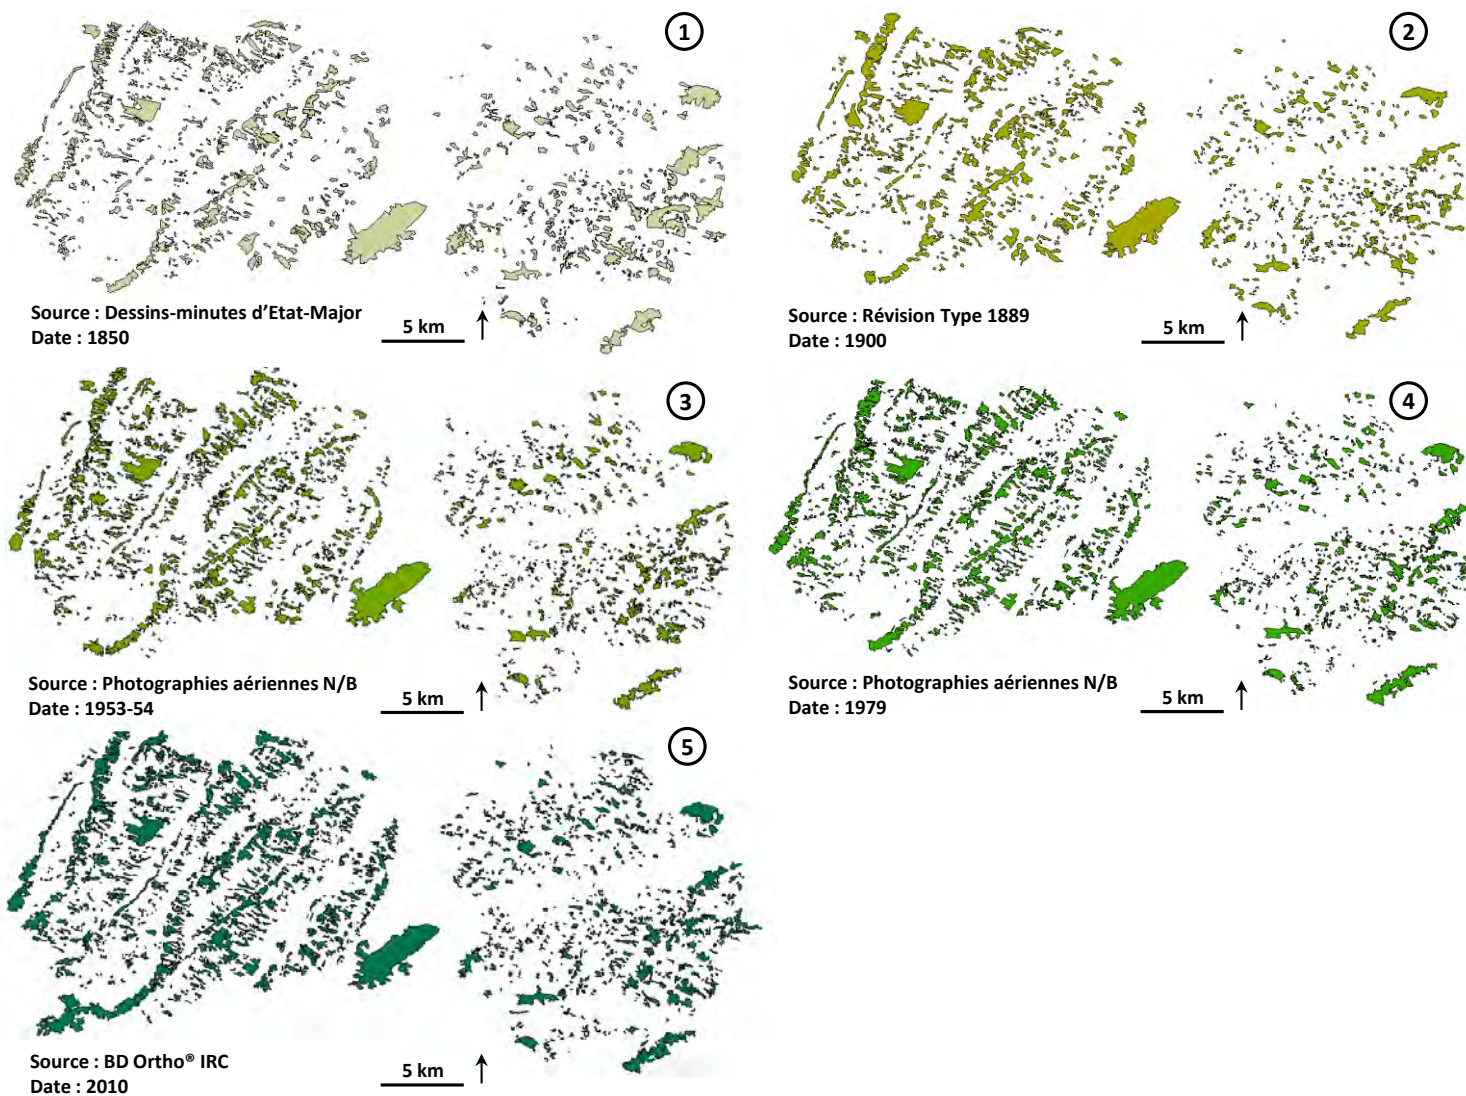 1
Source : Dessins-minutes d'Etat-Major
Date : 1850
5 km
2
Source : Révision Type 1889
Date : 1900
5 km
3
Source : Photographies aériennes N/B
Date : 1953-54
5 km
4
Source : Photographies aériennes N/B
Date : 1979
5 km
5
Source : BD Ortho® IRC
Date : 2010
5 km